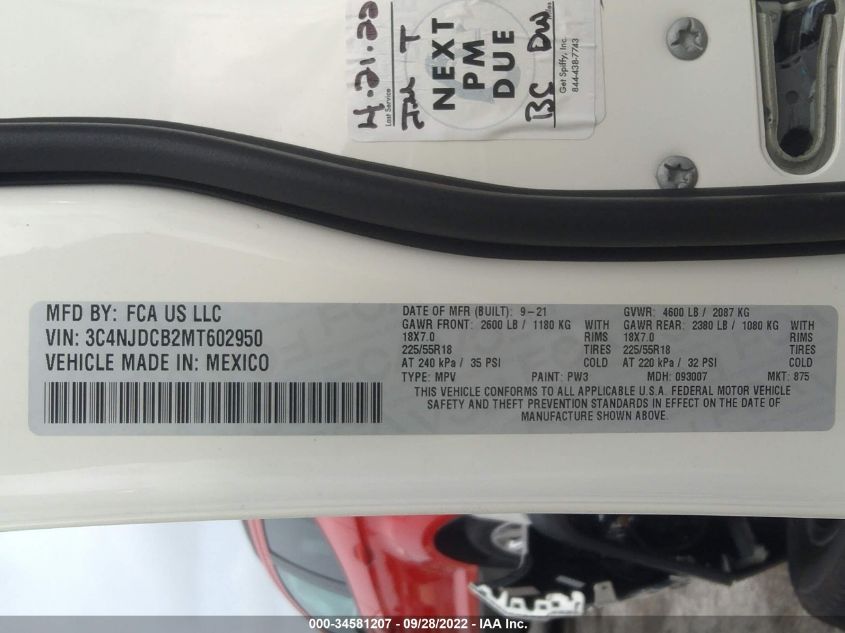 4.21.22
Last Service
T
NEXT
PM
DUE
BC DW
Miles
Get Spiffy, Inc.
844-438-7743
MFD BY: FCA US LLC
VIN: 3C4NJDCB2MT602950
VEHICLE MADE IN: MEXICO
DATE OF MFR (BUILT): 9-21
GAWR FRONT: 2600 LB / 1180 KG WITH
18X7.0 RIMS
225/55R18 TIRES
AT 240 kPa / 35 PSI COLD
TYPE: MPV PAINT: PW3
GVWR: 4600 LB / 2087 KG
GAWR REAR: 2380 LB / 1080 KG WITH
18X7.0 RIMS
225/55R18 TIRES
AT 220 kPa / 32 PSI COLD
MDH: 093007 MKT: 875
THIS VEHICLE CONFORMS TO ALL APPLICABLE U.S.A. FEDERAL MOTOR VEHICLE
SAFETY AND THEFT PREVENTION STANDARDS IN EFFECT ON THE DATE OF
MANUFACTURE SHOWN ABOVE.
000-34581207 - 09/28/2022 - IAA Inc.